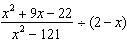 x² + 9x − 22
x² − 121
÷ (2 − x)